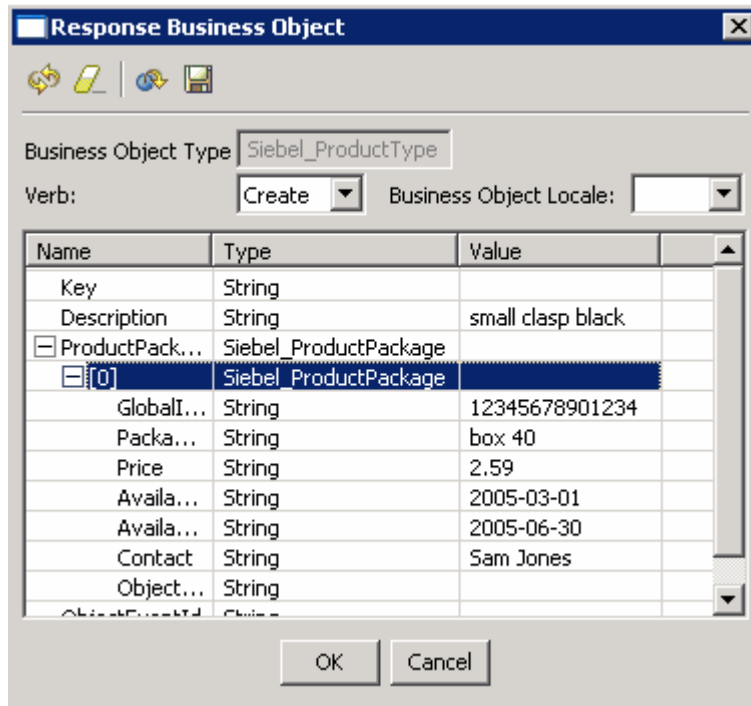 Response Business Object
Business Object Type Siebel_ProductType
Verb: Create Business Object Locale:
Name Type Value
Key String
Description String small clasp black
ProductPack... Siebel_ProductPackage
[0] Siebel_ProductPackage
GlobalI... String 12345678901234
Packa... String box 40
Price String 2.59
Availa... String 2005-03-01
Availa... String 2005-06-30
Contact String Sam Jones
Object... String
ObjectEventId String
OK Cancel